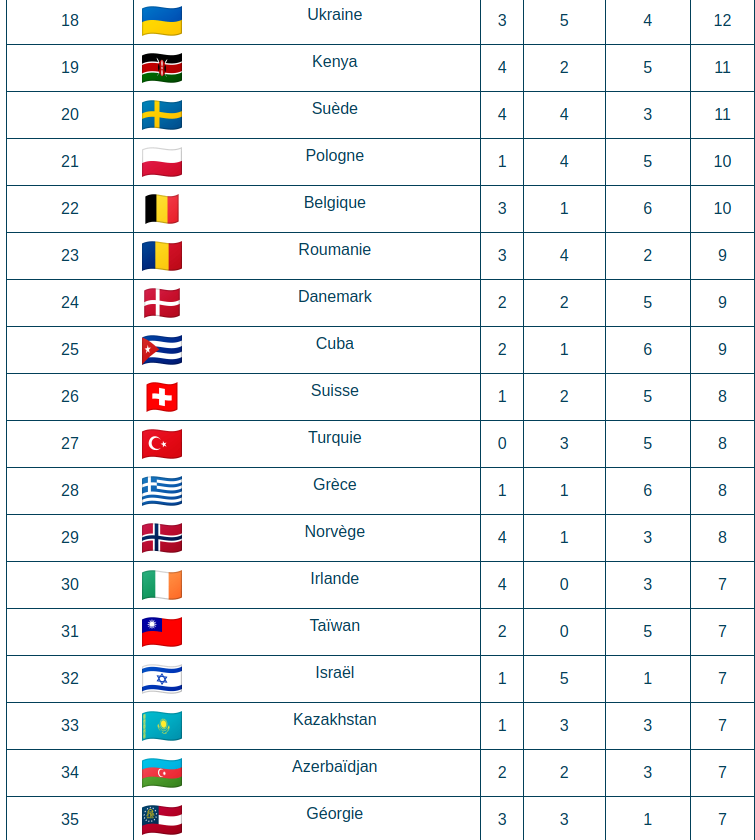 18 Ukraine 3 5 4 12
19 Kenya 4 2 5 11
20 Suède 4 4 3 11
21 Pologne 1 4 5 10
22 Belgique 3 1 6 10
23 Roumanie 3 4 2 9
24 Danemark 2 2 5 9
25 Cuba 2 1 6 9
26 Suisse 1 2 5 8
27 Turquie 0 3 5 8
28 Grèce 1 1 6 8
29 Norvège 4 1 3 8
30 Irlande 4 0 3 7
31 Taïwan 2 0 5 7
32 Israël 1 5 1 7
33 Kazakhstan 1 3 3 7
34 Azerbaïdjan 2 2 3 7
35 Géorgie 3 3 1 7